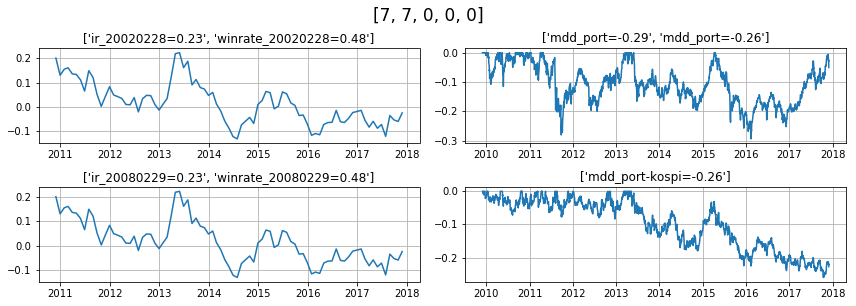 [7, 7, 0, 0, 0]
['ir_20020228=0.23', 'winrate_20020228=0.48']
0.2
0.1
0.0
−0.1
2011 2012 2013 2014 2015 2016 2017 2018
['mdd_port=-0.29', 'mdd_port=-0.26']
0.0
−0.1
−0.2
−0.3
2010 2011 2012 2013 2014 2015 2016 2017 2018
['ir_20080229=0.23', 'winrate_20080229=0.48']
0.2
0.1
0.0
−0.1
2011 2012 2013 2014 2015 2016 2017 2018
['mdd_port-kospi=-0.26']
0.0
−0.1
−0.2
2010 2011 2012 2013 2014 2015 2016 2017 2018